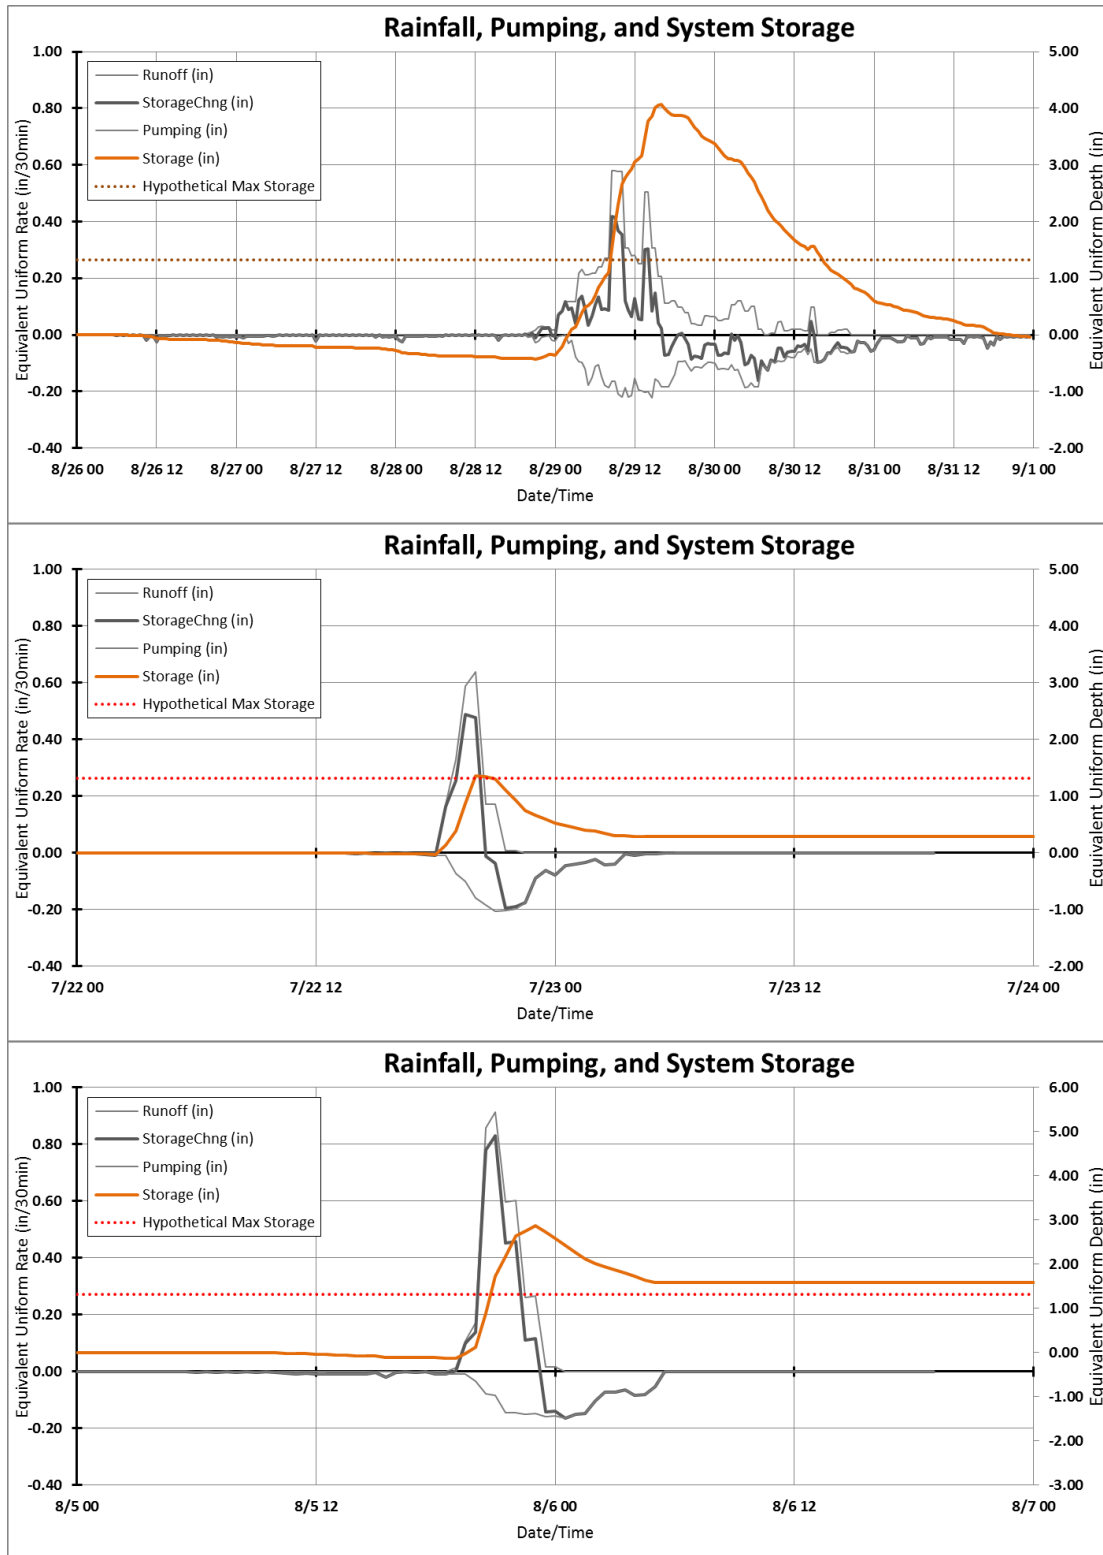 Rainfall, Pumping, and System Storage
1.00
0.80
0.60
0.40
0.20
0.00
-0.20
-0.40
Equivalent Uniform Rate (in/30min)
Runoff (in)
StorageChng (in)
Pumping (in)
Storage (in)
Hypothetical Max Storage
5.00
4.00
3.00
2.00
1.00
0.00
-1.00
-2.00
Equivalent Uniform Depth (in)
8/26 00 8/26 12 8/27 00 8/27 12 8/28 00 8/28 12 8/29 00 8/29 12 8/30 00 8/30 12 8/31 00 8/31 12 9/1 00
Date/Time
Rainfall, Pumping, and System Storage
1.00
0.80
0.60
0.40
0.20
0.00
-0.20
-0.40
Equivalent Uniform Rate (in/30min)
Runoff (in)
StorageChng (in)
Pumping (in)
Storage (in)
Hypothetical Max Storage
5.00
4.00
3.00
2.00
1.00
0.00
-1.00
-2.00
Equivalent Uniform Depth (in)
7/22 00 7/22 12 7/23 00 7/23 12 7/24 00
Date/Time
Rainfall, Pumping, and System Storage
1.00
0.80
0.60
0.40
0.20
0.00
-0.20
-0.40
Equivalent Uniform Rate (in/30min)
Runoff (in)
StorageChng (in)
Pumping (in)
Storage (in)
Hypothetical Max Storage
6.00
5.00
4.00
3.00
2.00
1.00
0.00
-1.00
-2.00
-3.00
Equivalent Uniform Depth (in)
8/5 00 8/5 12 8/6 00 8/6 12 8/7 00
Date/Time